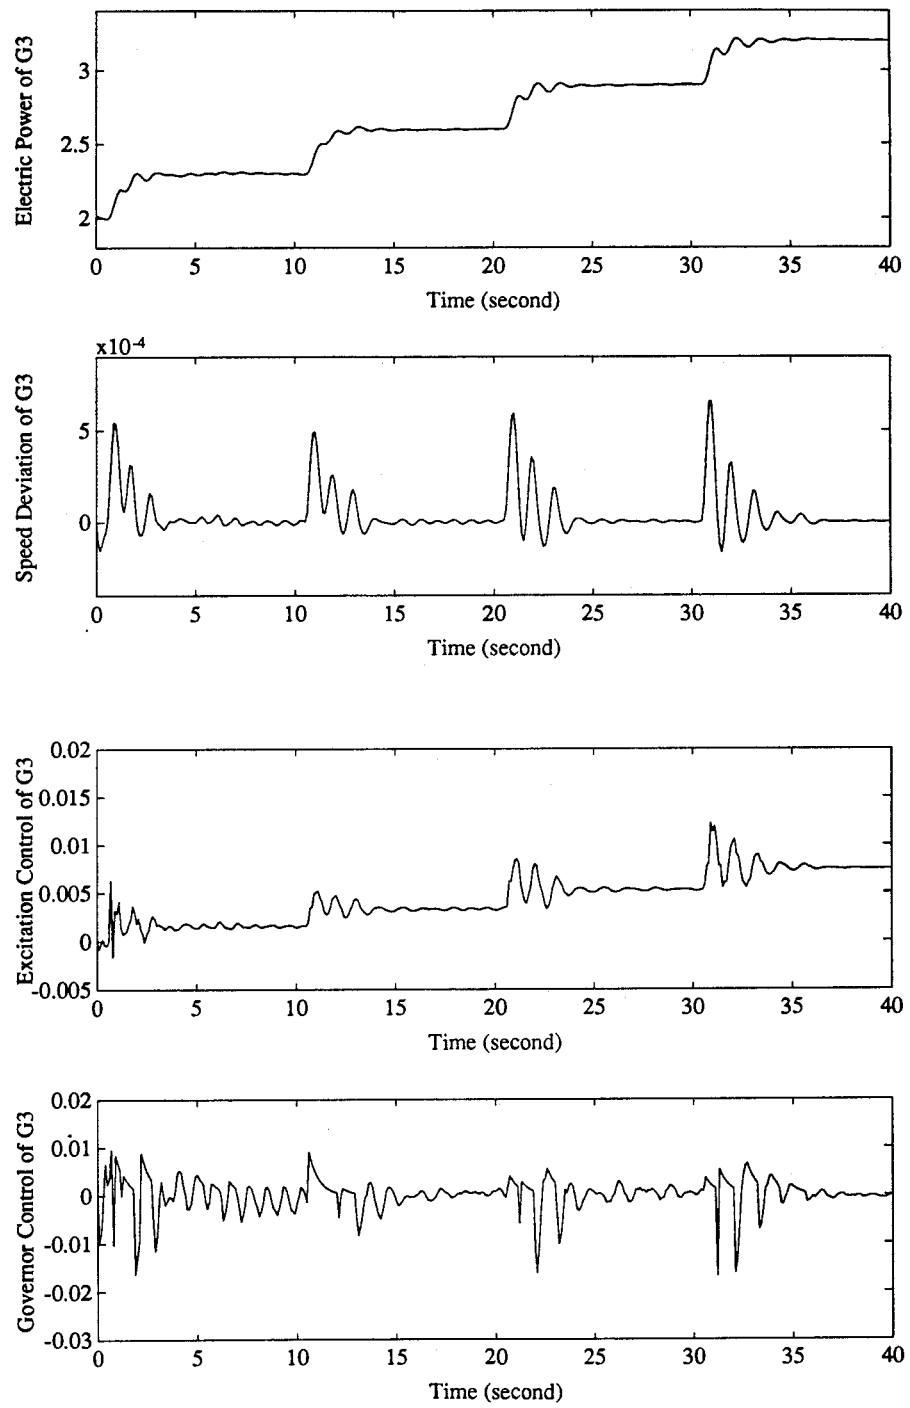 Electric Power of G3
3
2.5
2
0 5 10 15 20 25 30 35 40
Time (second)
x10-4
Speed Deviation of G3
5
0
0 5 10 15 20 25 30 35 40
Time (second)
Excitation Control of G3
0.02
0.015
0.01
0.005
0
-0.005
0 5 10 15 20 25 30 35 40
Time (second)
Governor Control of G3
0.02
0.01
0
-0.01
-0.02
-0.03
0 5 10 15 20 25 30 35 40
Time (second)